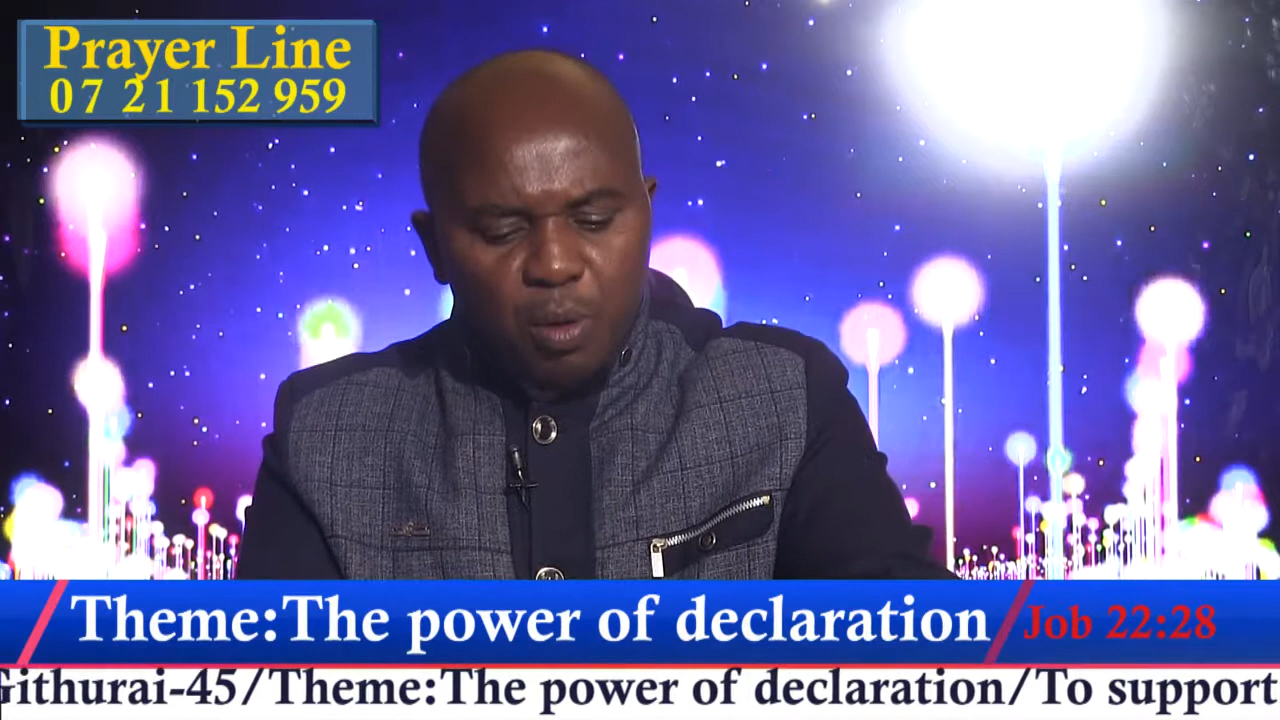 Prayer Line
07 21 152 959
Theme:The power of declaration
Job 22:28
Githurai-45/Theme:The power of declaration/To support